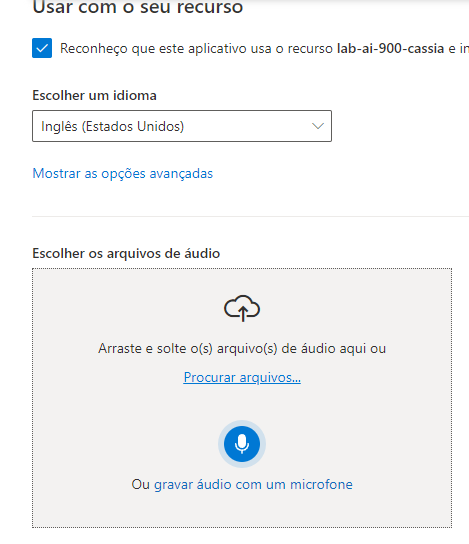 Usar com o seu recurso
Reconheço que este aplicativo usa o recurso lab-ai-900-cassia e in
Escolher um idioma
Inglês (Estados Unidos)
Mostrar as opções avançadas
Escolher os arquivos de áudio
Arraste e solte o(s) arquivo(s) de áudio aqui ou
Procurar arquivos...
Ou gravar áudio com um microfone